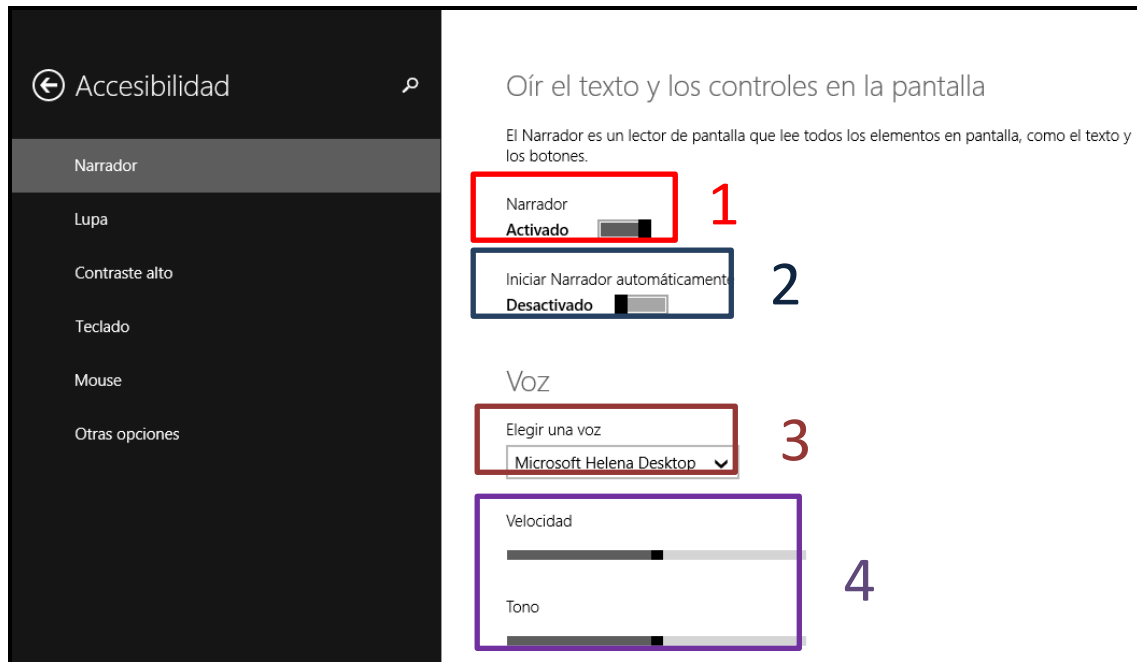 Accesibilidad
Narrador
Lupa
Contraste alto
Teclado
Mouse
Otras opciones
Oír el texto y los controles en la pantalla
El Narrador es un lector de pantalla que lee todos los elementos en pantalla, como el texto y
los botones.
Narrador
Activado
1
Iniciar Narrador automáticamente
Desactivado
2
Voz
Elegir una voz
Microsoft Helena Desktop
3
Velocidad
Tono
4